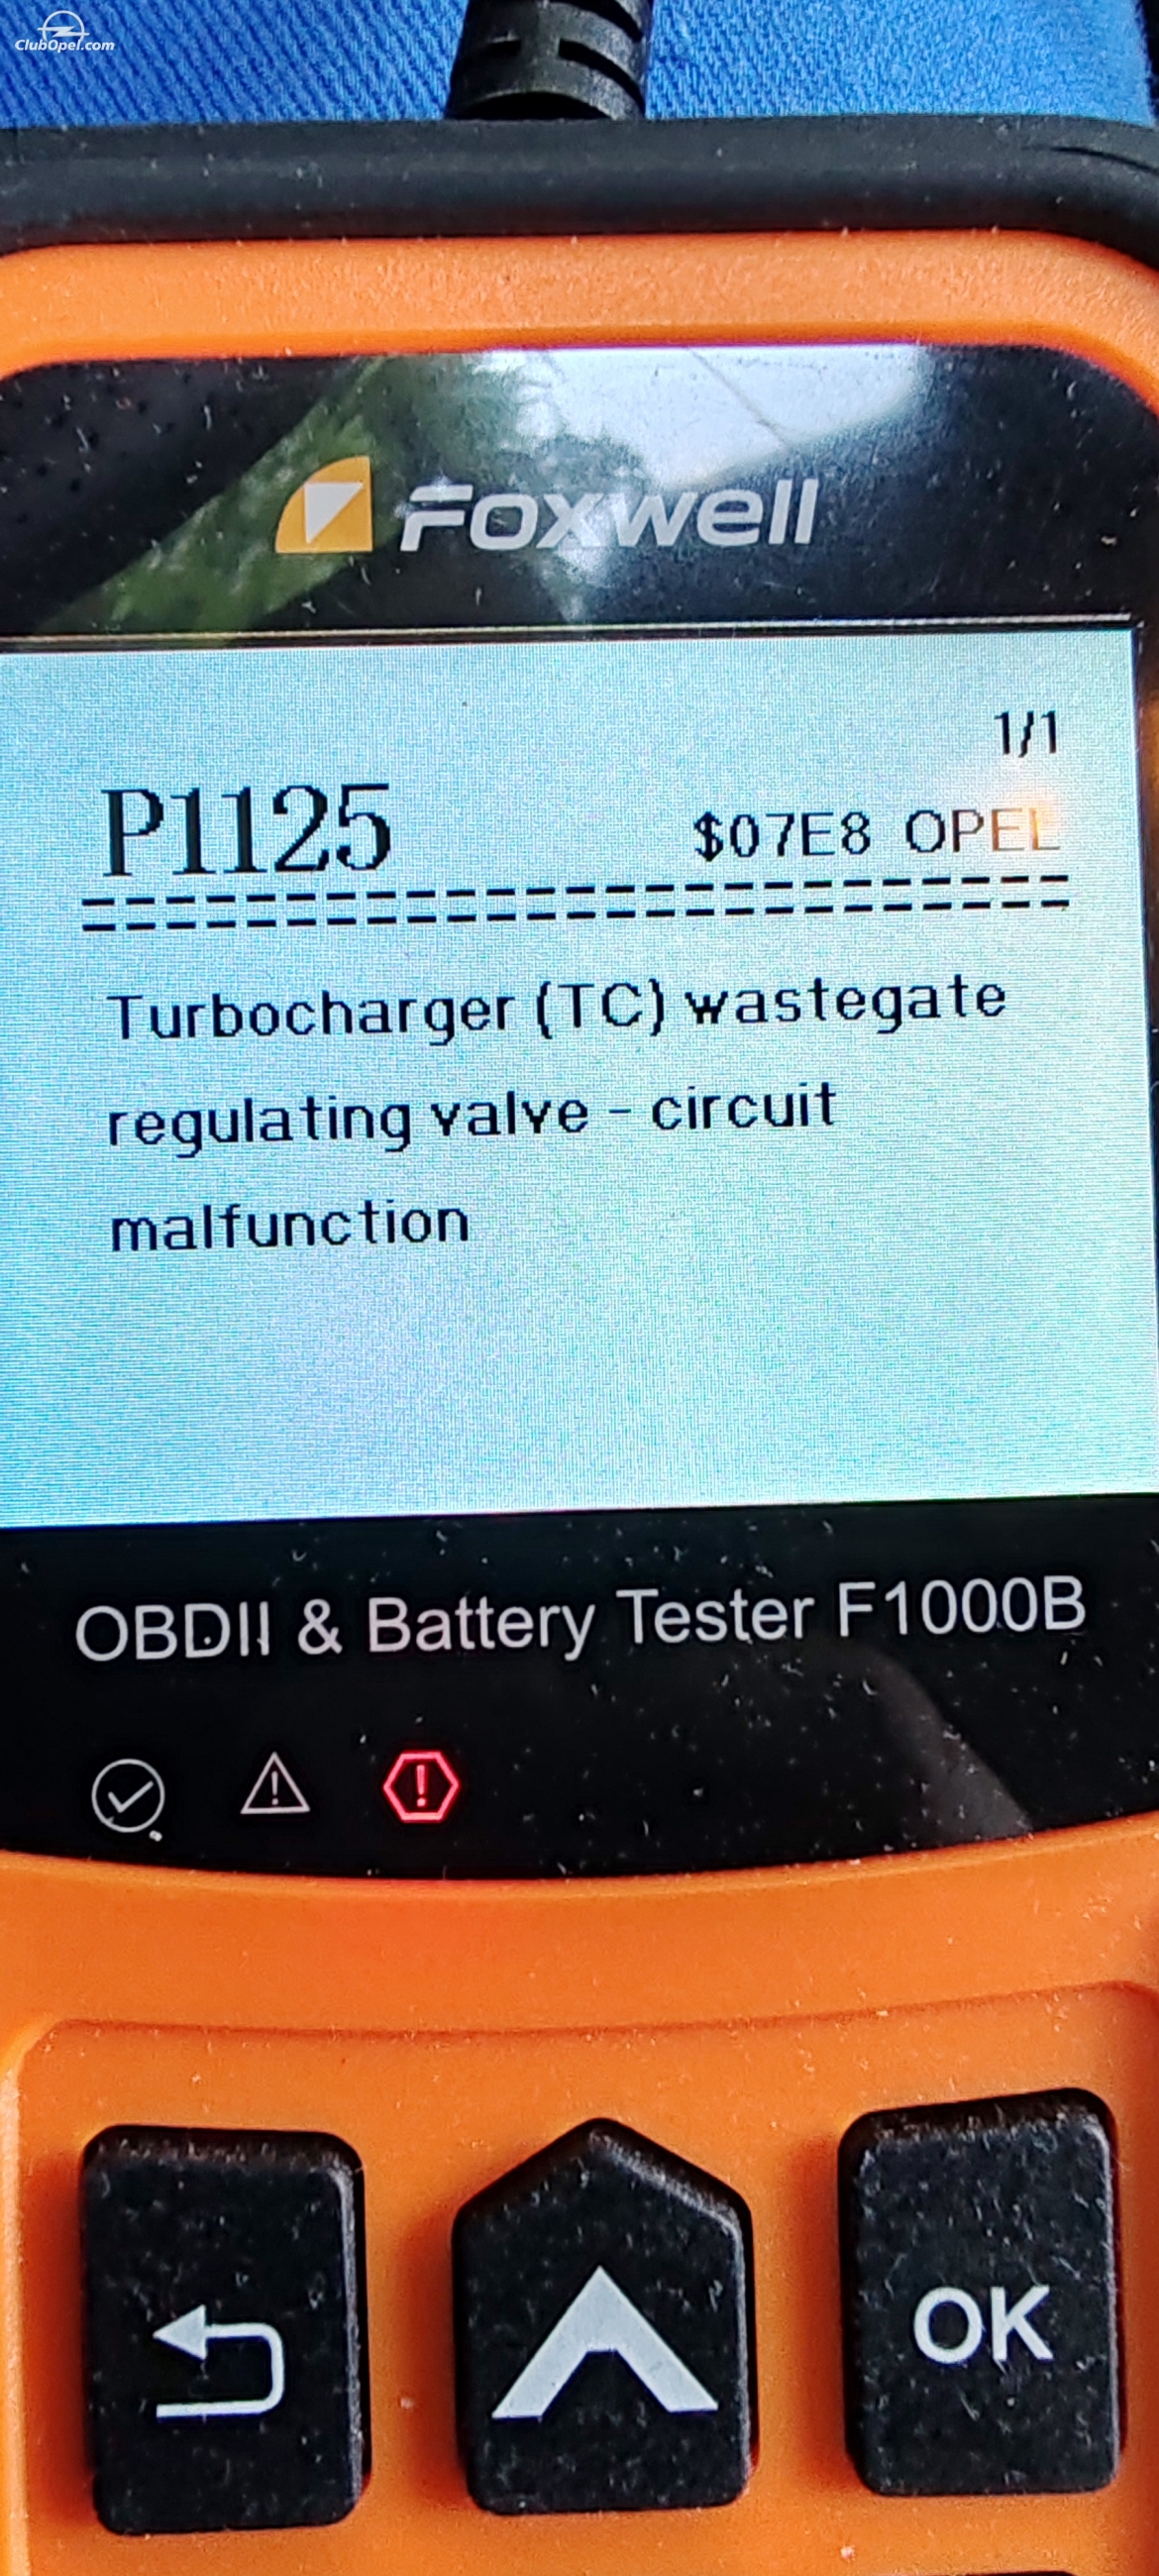 ClubOpel.com
Foxwell
1/1
P1125 $07E8 OPEL
================================
Turbocharger (TC) wastegate
regulating valve - circuit
malfunction
OBDII & Battery Tester F1000B
OK